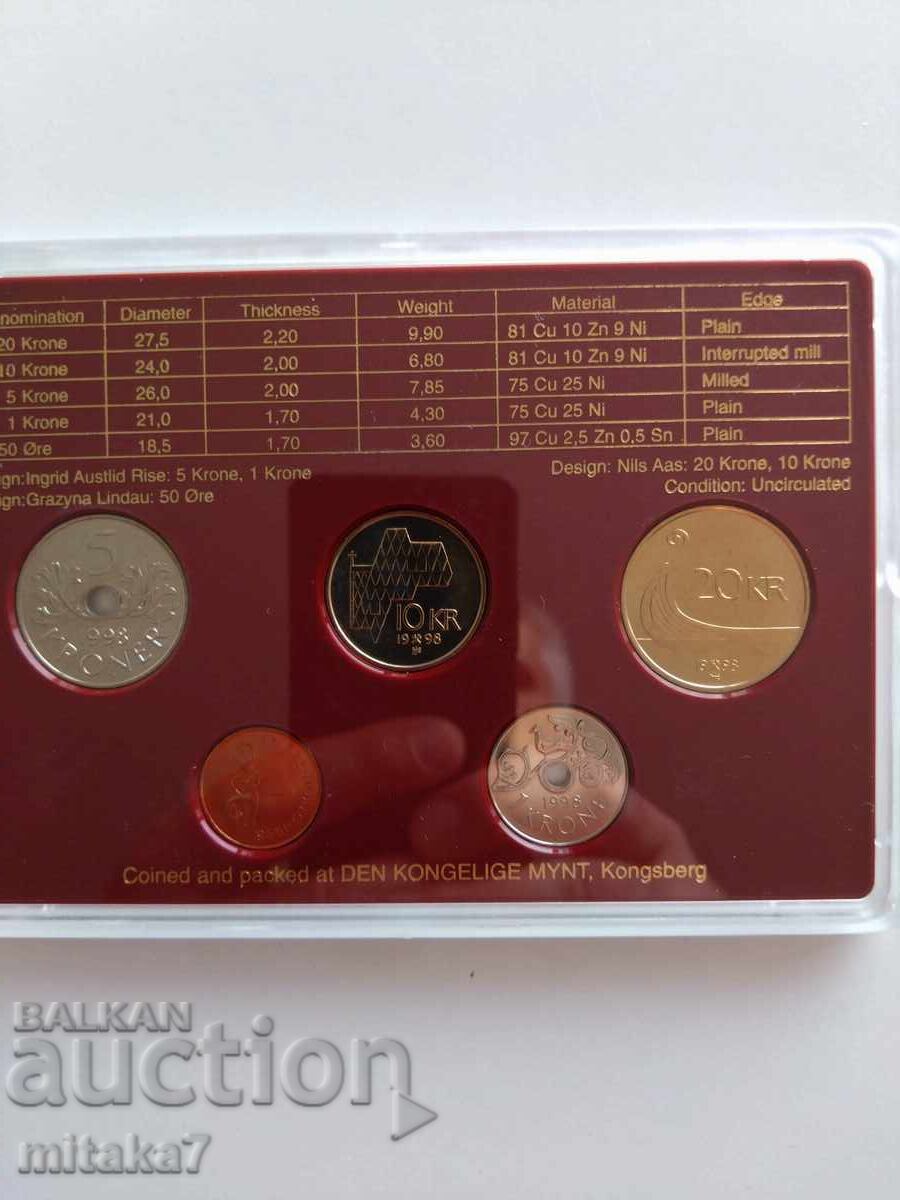 nomination Diameter Thickness Weight Material Edge
20 Krone 27,5 2,20 9,90 81 Cu 10 Zn 9 Ni Plain
10 Krone 24,0 2,00 6,80 81 Cu 10 Zn 9 Ni Interrupted mill
5 Krone 26,0 2,00 7,85 75 Cu 25 Ni Milled
1 Krone 21,0 1,70 4,30 75 Cu 25 Ni Plain
50 Øre 18,5 1,70 3,60 97 Cu 2,5 Zn 0,5 Sn Plain
gn:Ingrid Austlid Rise: 5 Krone, 1 Krone
ign:Grazyna Lindau: 50 Øre
Design: Nils Aas: 20 Krone, 10 Krone
Condition: Uncirculated
5
1998
KRONER
10 KR
19 98
20 KR
19 98
1998
1 KRONE
Coined and packed at DEN KONGELIGE MYNT, Kongsberg
BALKAN
auction
mitaka7